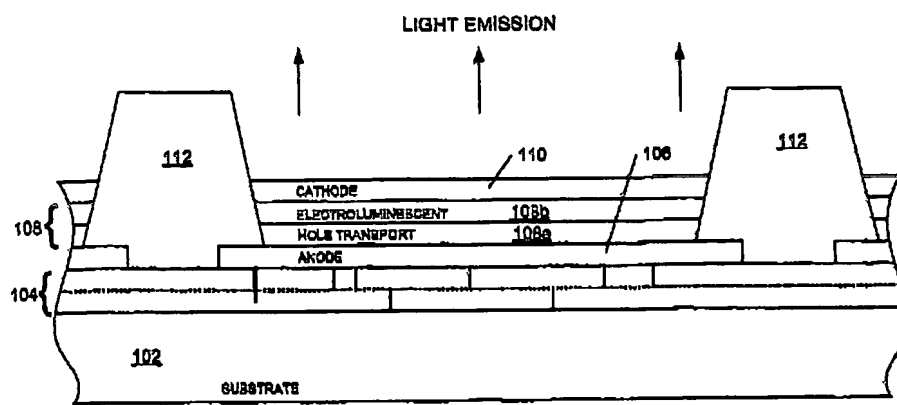 LIGHT EMISSION
112
112
110
106
CATHODE
ELECTROLUMINESCENT 108b
108
HOLE TRANSPORT 108a
ANODE
104
102
SUBSTRATE